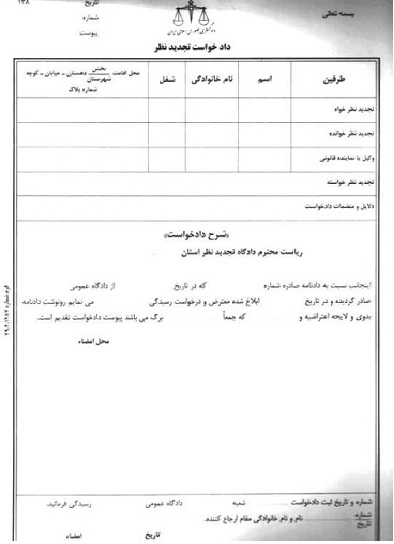 بسمه تعالی
تاریخ ۱۳۸
شماره:
پیوست
دادگستری جمهوری اسلامی ایران
داد خواست تجدید نظر
طرفین اسم نام خانوادگی شغل محل اقامت: بخش شهرستان - دهستان - خیابان - کوچه شماره پلاک
تجدید نظر خواه
تجدید نظر خوانده
وکیل یا نماینده قانونی
تجدید نظر خواسته
دلایل و منضمات دادخواست
«شرح دادخواست»
ریاست محترم دادگاه تجدید نظر استان
اینجانب نسبت به دادنامه صادره شماره که در تاریخ از دادگاه عمومی
صادر گردیده و در تاریخ ابلاغ شده معترض و درخواست رسیدگی می نمایم رونوشت دادنامه
بدوی و لایحه اعتراضیه و که جمعاً برگ می باشد پیوست دادخواست تقدیم است.
محل امضاء
شماره و تاریخ ثبت دادخواست شعبه دادگاه عمومی رسیدگی فرمائید.
شماره
تاریخ
نام و نام خانوادگی مقام ارجاع کننده.
تاریخ امضاء